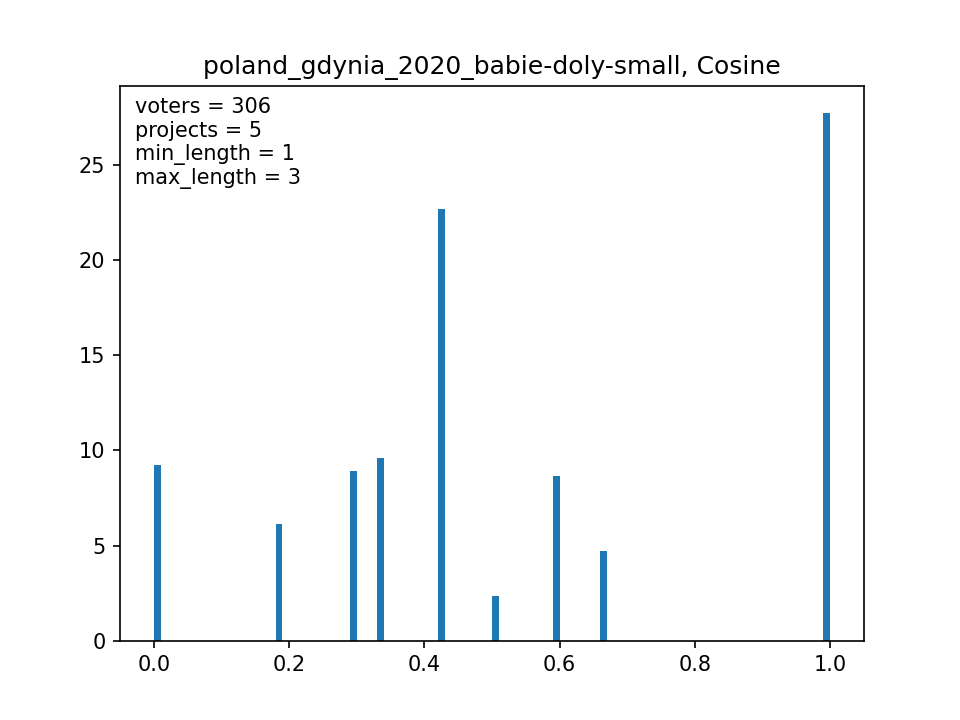 poland_gdynia_2020_babie-doly-small, Cosine
voters = 306
projects = 5
min_length = 1
max_length = 3
25
20
15
10
5
0
0.0 0.2 0.4 0.6 0.8 1.0